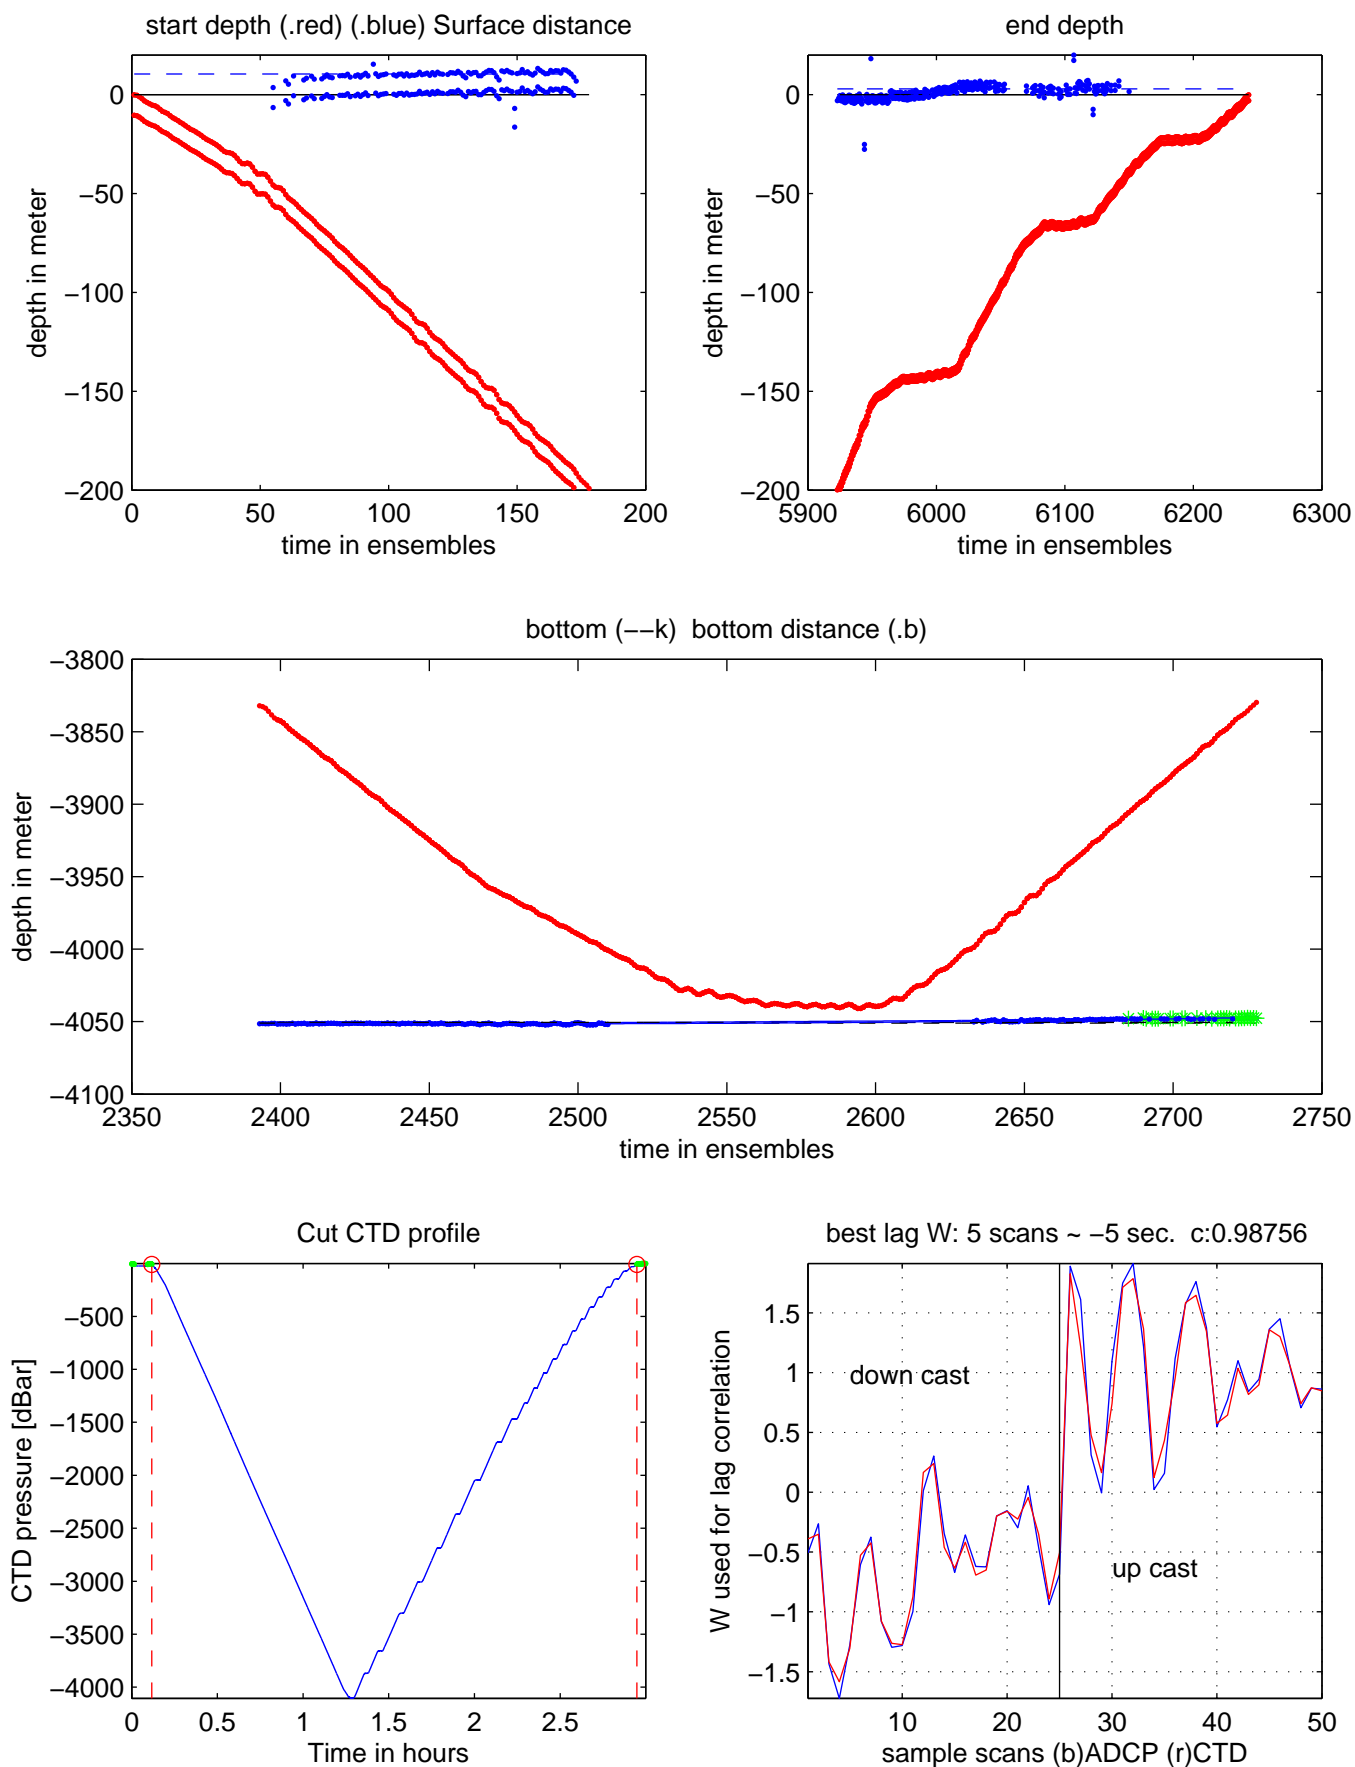 start depth (.red) (.blue) Surface distance
0
−50
−100
−150
−200
depth in meter
0 50 100 150 200
time in ensembles
end depth
0
−50
−100
−150
−200
depth in meter
5900 6000 6100 6200 6300
time in ensembles
bottom (−−k) bottom distance (.b)
−3800
−3850
−3900
−3950
−4000
−4050
−4100
depth in meter
2350 2400 2450 2500 2550 2600 2650 2700 2750
time in ensembles
Cut CTD profile
−500
−1000
−1500
−2000
−2500
−3000
−3500
−4000
CTD pressure [dBar]
0 0.5 1 1.5 2 2.5
Time in hours
best lag W: 5 scans ~ −5 sec. c:0.98756
1.5
1
0.5
0
−0.5
−1
−1.5
W used for lag correlation
down cast
up cast
10 20 30 40 50
sample scans (b)ADCP (r)CTD